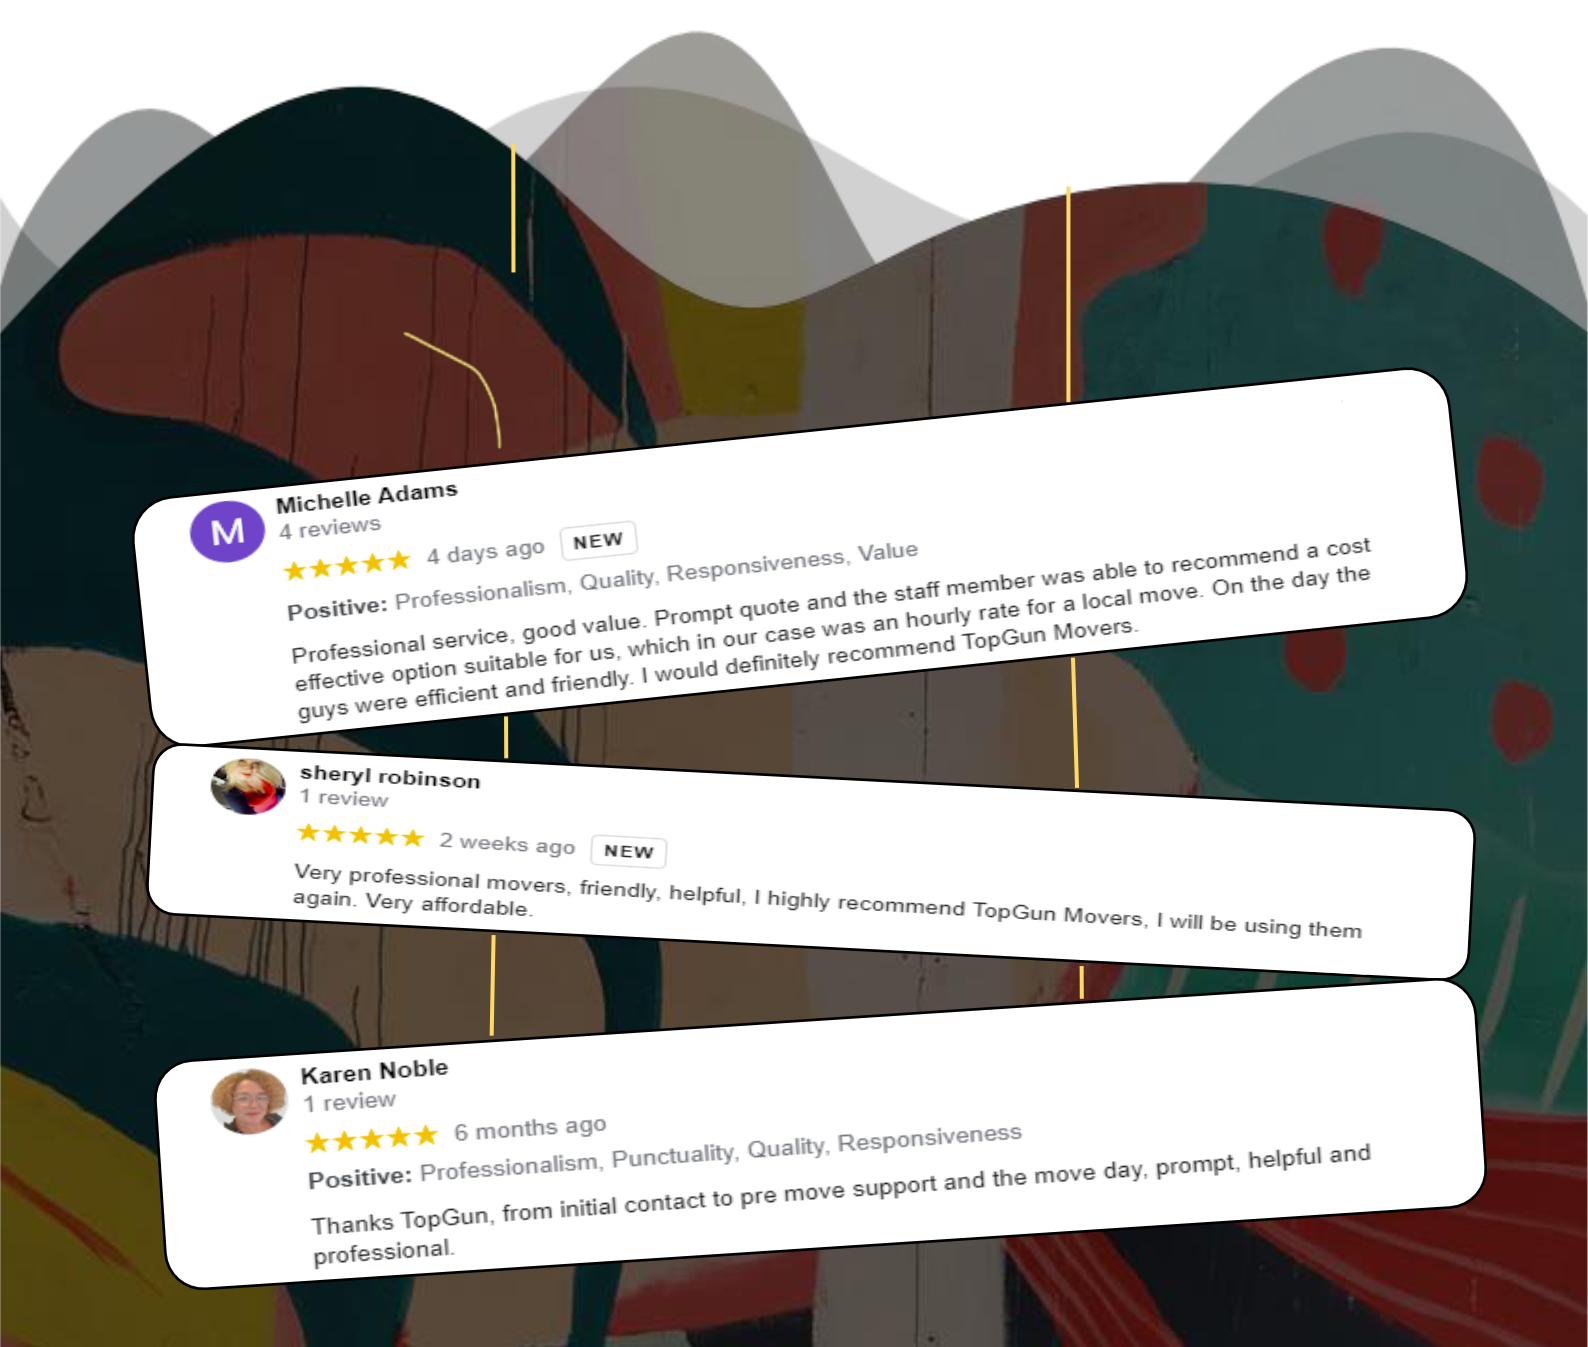 M
Michelle Adams
4 reviews
4 days ago NEW
Positive: Professionalism, Quality, Responsiveness, Value
Professional service, good value. Prompt quote and the staff member was able to recommend a cost
effective option suitable for us, which in our case was an hourly rate for a local move. On the day the
guys were efficient and friendly. I would definitely recommend TopGun Movers.
sheryl robinson
1 review
2 weeks ago NEW
Very professional movers, friendly, helpful, I highly recommend TopGun Movers, I will be using them
again. Very affordable.
Karen Noble
1 review
6 months ago
Positive: Professionalism, Punctuality, Quality, Responsiveness
Thanks TopGun, from initial contact to pre move support and the move day, prompt, helpful and
professional.